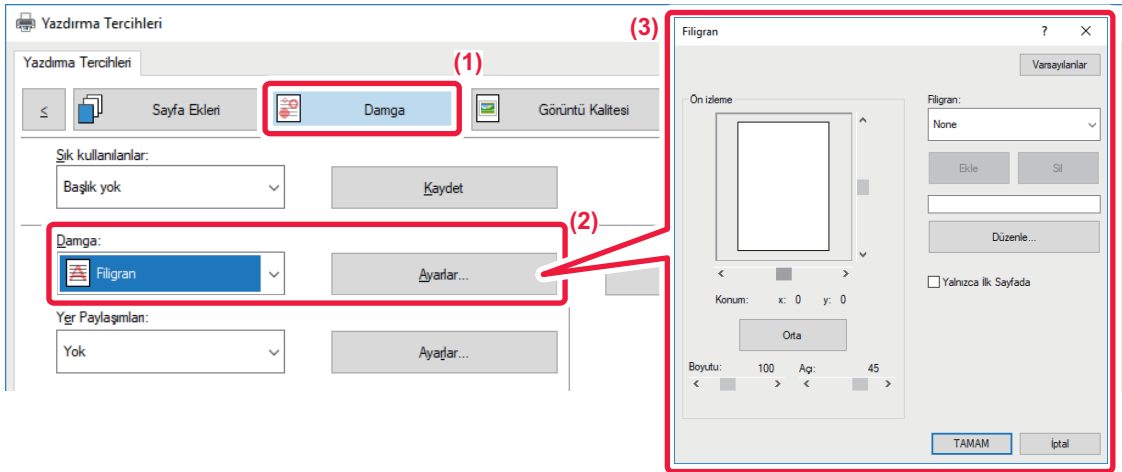 Yazdırma Tercihleri
Yazdırma Tercihleri
(1)
<
Sayfa Ekleri
Damga
Görüntü Kalitesi
Sık kullanılanlar:
Başlık yok
Kaydet
(2)
Damga:
Filigran
Ayarlar...
Yer Paylaşımları:
Yok
Ayarlar...
(3)
Filigran
?
Varsayılanlar
Ön izleme
Filigran:
None
Ekle
Sil
Düzenle...
Yalnızca İlk Sayfada
Konum: x: 0 y: 0
Orta
Boyutu: 100 Açı: 45
TAMAM
İptal